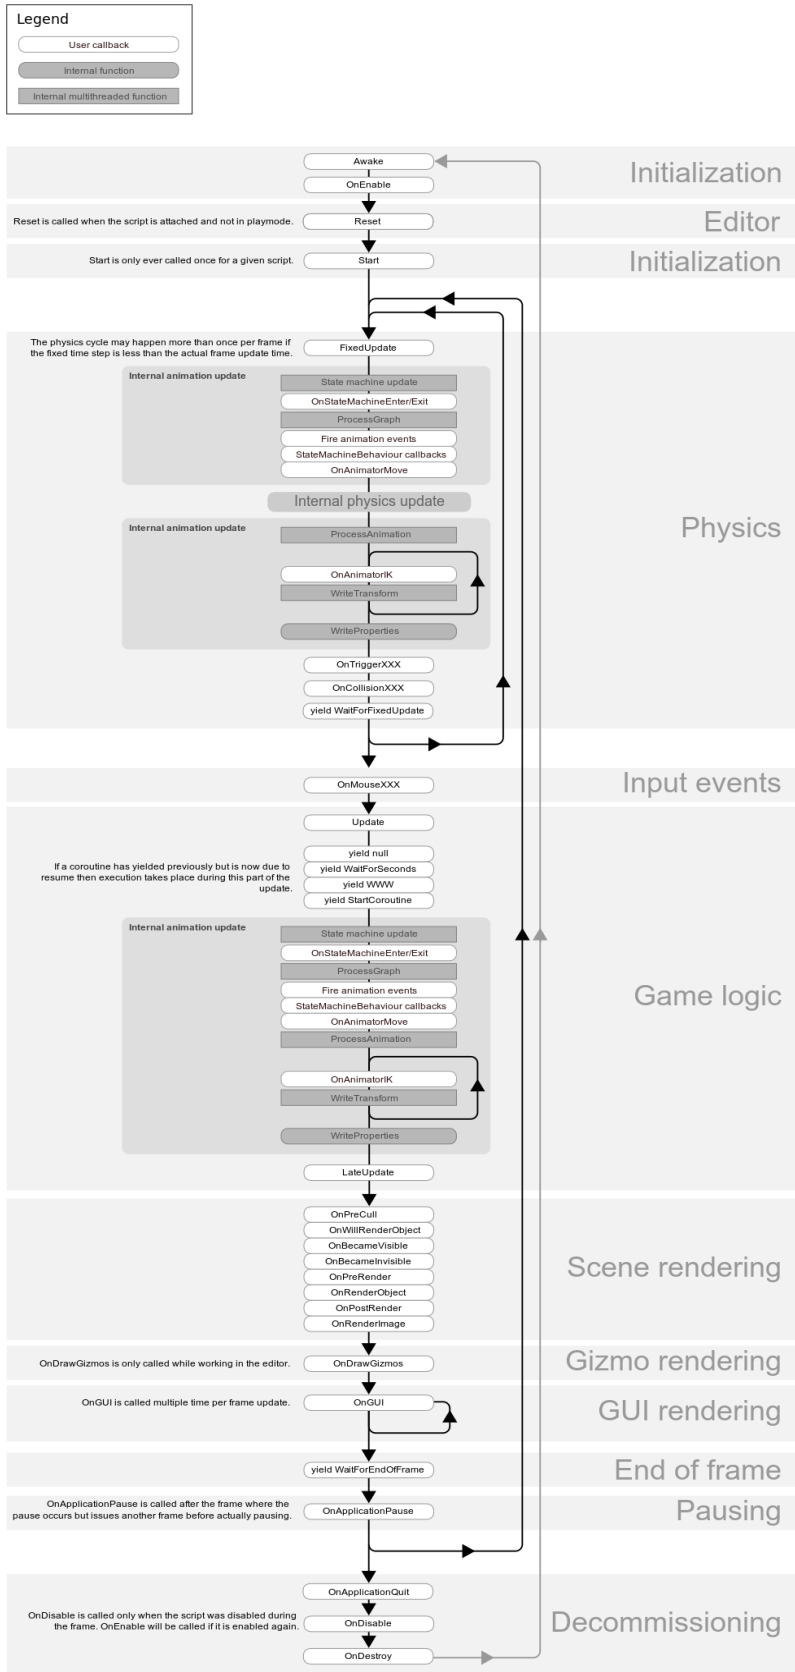 Legend
User callback
Internal function
Internal multithreaded function
Awake
Initialization
OnEnable
Reset is called when the script is attached and not in playmode.
Reset
Editor
Start is only ever called once for a given script.
Start
Initialization
The physics cycle may happen more than once per frame if
the fixed time step is less than the actual frame update time.
FixedUpdate
Internal animation update
State machine update
OnStateMachineEnter/Exit
ProcessGraph
Fire animation events
StateMachineBehaviour callbacks
OnAnimatorMove
Internal physics update
Physics
Internal animation update
ProcessAnimation
OnAnimatorIK
WriteTransform
WriteProperties
OnTriggerXXX
OnCollisionXXX
yield WaitForFixedUpdate
OnMouseXXX
Input events
Update
If a coroutine has yielded previously but is now due to
resume then execution takes place during this part of the
update.
yield null
yield WaitForSeconds
yield WWW
yield StartCoroutine
Internal animation update
State machine update
OnStateMachineEnter/Exit
ProcessGraph
Fire animation events
StateMachineBehaviour callbacks
OnAnimatorMove
ProcessAnimation
Game logic
OnAnimatorIK
WriteTransform
WriteProperties
LateUpdate
OnPreCull
OnWillRenderObject
OnBecameVisible
OnBecameInvisible
OnPreRender
OnRenderObject
OnPostRender
OnRenderImage
Scene rendering
OnDrawGizmos is only called while working in the editor.
OnDrawGizmos
Gizmo rendering
OnGUI is called multiple time per frame update.
OnGUI
GUI rendering
yield WaitForEndOfFrame
End of frame
OnApplicationPause is called after the frame where the
pause occurs but issues another frame before actually pausing.
OnApplicationPause
Pausing
OnApplicationQuit
OnDisable is called only when the script was disabled during
the frame. OnEnable will be called if it is enabled again.
OnDisable
Decommissioning
OnDestroy